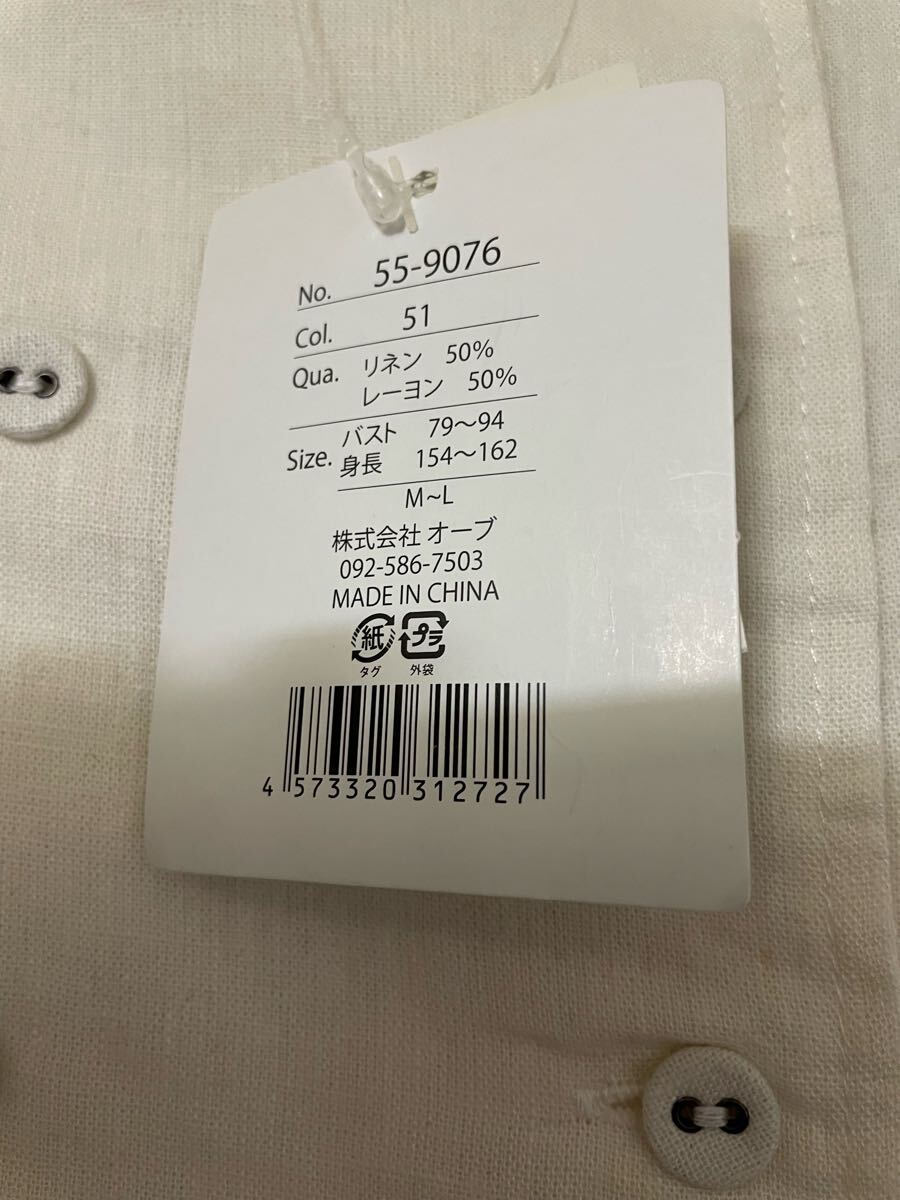 No. 55-9076
Col. 51
Qua. リネン 50%
レーヨン 50%
Size. バスト 79～94
身長 154～162
M~L
株式会社 オーブ
092-586-7503
MADE IN CHINA
紙 プラ
タグ 外袋
4 573320 312727